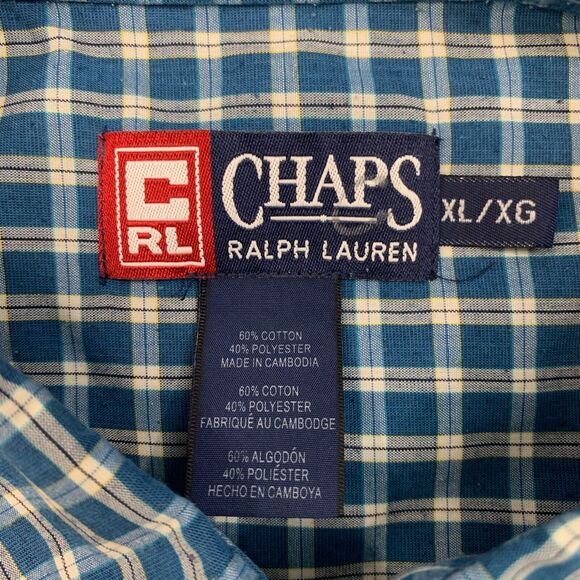 C
RL
CHAPS
RALPH LAUREN
XL/XG
60% COTTON
40% POLYESTER
MADE IN CAMBODIA
60% COTON
40% POLYESTER
FABRIQUÉ AU CAMBODGE
60% ALGODÓN
40% POLIÉSTER
HECHO EN CAMBOYA